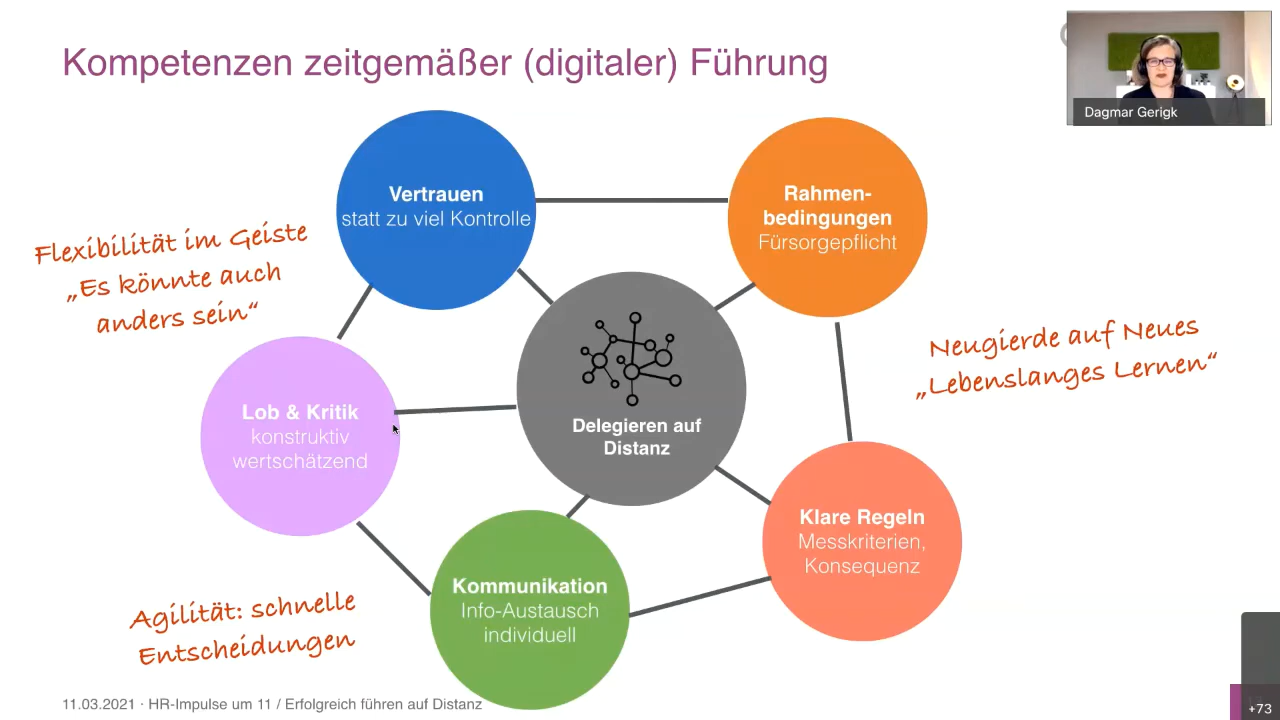 Kompetenzen zeitgemäßer (digitaler) Führung
Dagmar Gerigk
Vertrauen
statt zu viel Kontrolle
Rahmen-
bedingungen
Fürsorgepflicht
Flexibilität im Geiste
„Es könnte auch
anders sein“
Neugierde auf Neues
„Lebenslanges Lernen“
Lob & Kritik
konstruktiv
wertschätzend
Delegieren auf
Distanz
Klare Regeln
Messkriterien,
Konsequenz
Kommunikation
Info-Austausch
individuell
Agilität: schnelle
Entscheidungen
11.03.2021 · HR-Impulse um 11 / Erfolgreich führen auf Distanz
+73